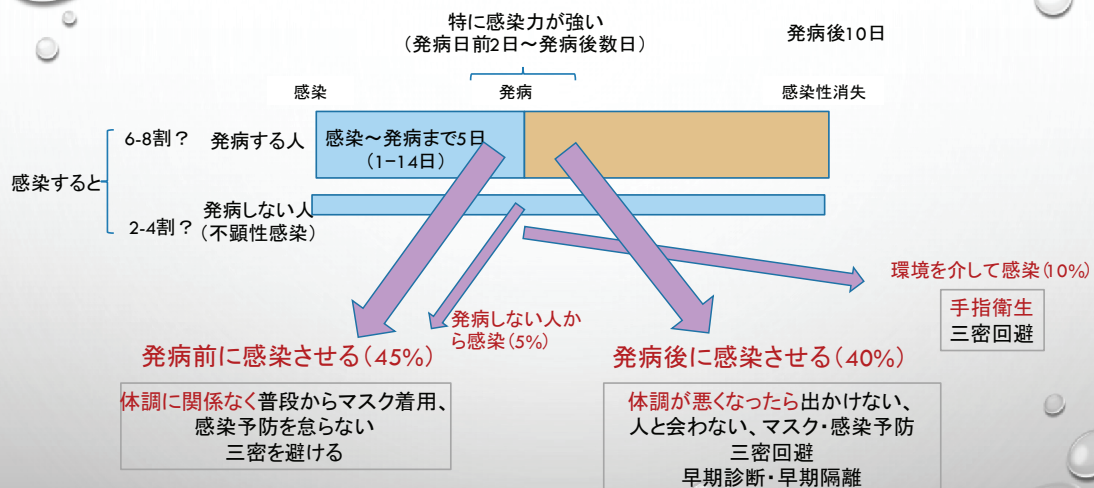 特に感染力が強い
（発病日前2日～発病後数日）
発病後10日
感染
発病
感染性消失
6-8割？
発病する人
感染～発病まで5日
（1–14日）
感染すると
2-4割？
発病しない人
（不顕性感染）
環境を介して感染（10%）
手指衛生
三密回避
発病しない人か
ら感染（5%）
発病前に感染させる（45%）
体調に関係なく普段からマスク着用、
感染予防を怠らない
三密を避ける
発病後に感染させる（40%）
体調が悪くなったら出かけない、
人と会わない、マスク・感染予防
三密回避
早期診断・早期隔離